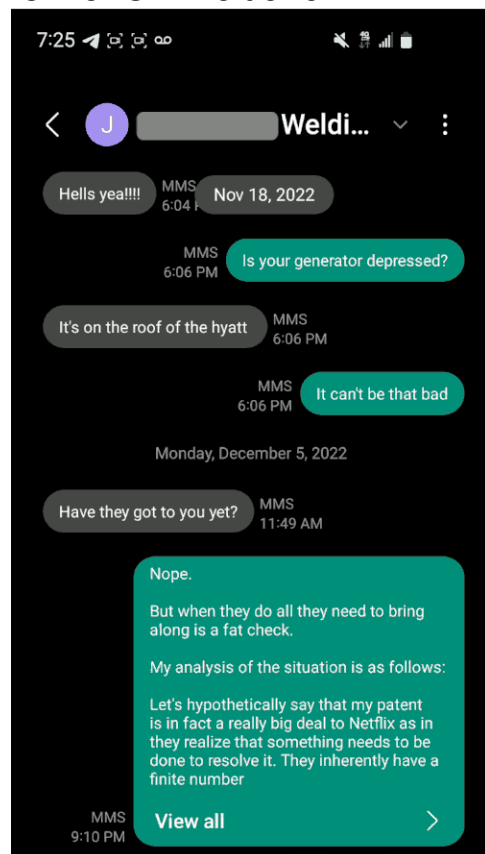 7:25
J Weldi...
Hells yea!!!!
MMS
6:04
Nov 18, 2022
MMS
6:06 PM
Is your generator depressed?
It's on the roof of the hyatt
MMS
6:06 PM
MMS
6:06 PM
It can't be that bad
Monday, December 5, 2022
Have they got to you yet?
MMS
11:49 AM
Nope.
But when they do all they need to bring
along is a fat check.
My analysis of the situation is as follows:
Let's hypothetically say that my patent
is in fact a really big deal to Netflix as in
they realize that something needs to be
done to resolve it. They inherently have a
finite number
MMS
9:10 PM
View all